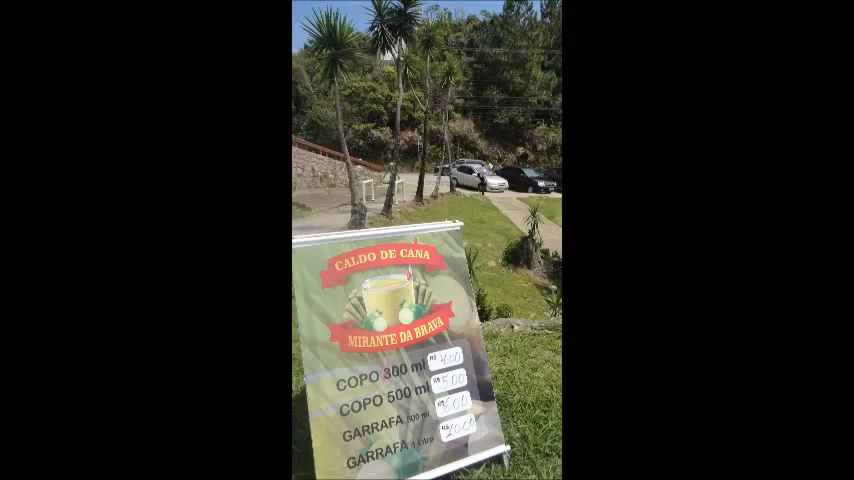 CALDO DE CANA
MIRANTE DA BRAVA
COPO 300 ml R$ 4,00
COPO 500 ml R$ 5,00
GARRAFA 500 ml R$ 6,00
GARRAFA 1 Litro R$ 10,00